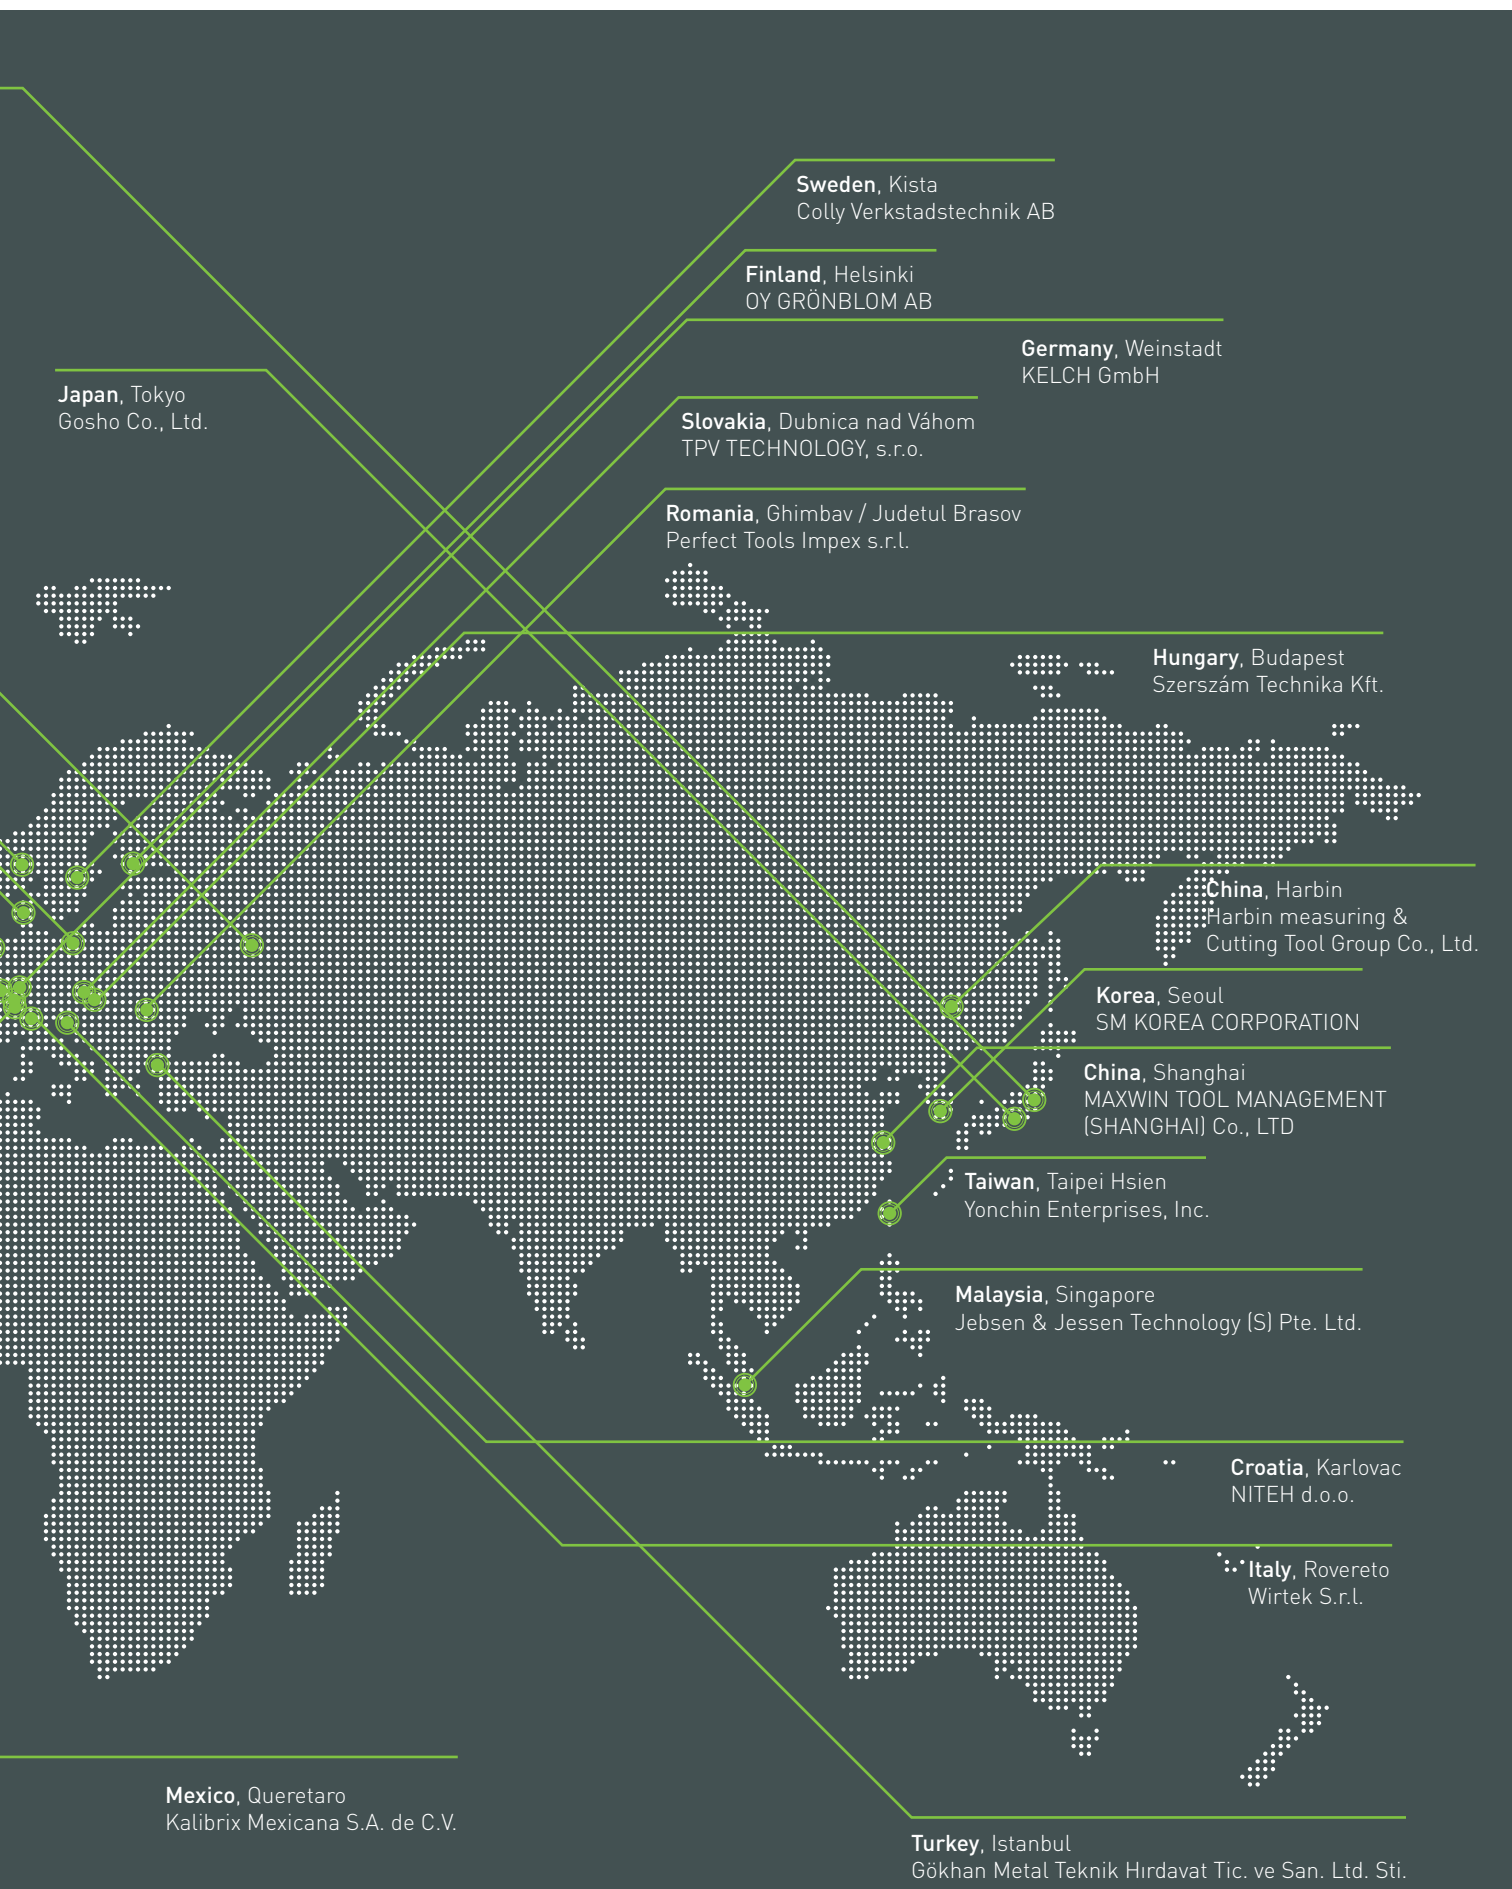 Sweden, Kista
Colly Verkstadstechnik AB
Finland, Helsinki
OY GRÖNBLOM AB
Germany, Weinstadt
KELCH GmbH
Japan, Tokyo
Gosho Co., Ltd.
Slovakia, Dubnica nad Váhom
TPV TECHNOLOGY, s.r.o.
Romania, Ghimbav / Judetul Brasov
Perfect Tools Impex s.r.l.
Hungary, Budapest
Szerszám Technika Kft.
China, Harbin
Harbin measuring &
Cutting Tool Group Co., Ltd.
Korea, Seoul
SM KOREA CORPORATION
China, Shanghai
MAXWIN TOOL MANAGEMENT
(SHANGHAI) Co., LTD
Taiwan, Taipei Hsien
Yonchin Enterprises, Inc.
Malaysia, Singapore
Jebsen & Jessen Technology (S) Pte. Ltd.
Croatia, Karlovac
NITEH d.o.o.
Italy, Rovereto
Wirtek S.r.l.
Mexico, Queretaro
Kalibrix Mexicana S.A. de C.V.
Turkey, Istanbul
Gökhan Metal Teknik Hırdavat Tic. ve San. Ltd. Sti.